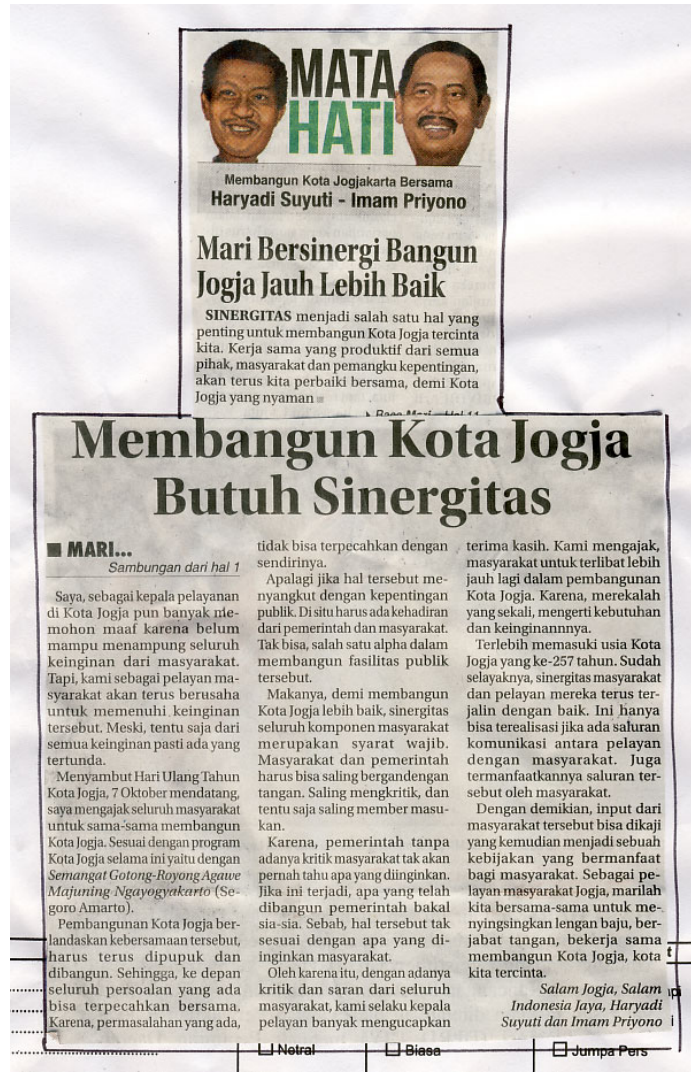 MATA
HATI
Membangun Kota Jogjakarta Bersama
Haryadi Suyuti - Imam Priyono
Mari Bersinergi Bangun
Jogja Jauh Lebih Baik
SINERGITAS menjadi salah satu hal yang
penting untuk membangun Kota Jogja tercinta
kita. Kerja sama yang produktif dari semua
pihak, masyarakat dan pemangku kepentingan,
akan terus kita perbaiki bersama, demi Kota
Jogja yang nyaman
Membangun Kota Jogja
Butuh Sinergitas
■ MARI...
Sambungan dari hal 1
Saya, sebagai kepala pelayanan
di Kota Jogja pun banyak me-
mohon maaf karena belum
mampu menampung seluruh
keinginan dari masyarakat.
Tapi, kami sebagai pelayan ma-
syarakat akan terus berusaha
untuk memenuhi keinginan
tersebut. Meski, tentu saja dari
semua keinginan pasti ada yang
tertunda.
Menyambut Hari Ulang Tahun
Kota Jogja, 7 Oktober mendatang,
saya mengajak seluruh masyarakat
untuk sama-sama membangun
Kota Jogja. Sesuai dengan program
Kota Jogja selama ini yaitu dengan
Semangat Gotong-Royong Agawe
Majuning Ngayogyakarto (Se-
goro Amarto).
Pembangunan Kota Jogja ber-
landaskan kebersamaan tersebut,
harus terus dipupuk dan
dibangun. Sehingga, ke depan
seluruh persoalan yang ada
bisa terpecahkan bersama.
Karena, permasalahan yang ada,
tidak bisa terpecahkan dengan
sendirinya.
Apalagi jika hal tersebut me-
nyangkut dengan kepentingan
publik. Di situ harus ada kehadiran
dari pemerintah dan masyarakat.
Tak bisa, salah satu alpha dalam
membangun fasilitas publik
tersebut.
Makanya, demi membangun
Kota Jogja lebih baik, sinergitas
seluruh komponen masyarakat
merupakan syarat wajib.
Masyarakat dan pemerintah
harus bisa saling bergandengan
tangan. Saling mengkritik, dan
tentu saja saling member masu-
kan.
Karena, pemerintah tanpa
adanya kritik masyarakat tak akan
pernah tahu apa yang diinginkan.
Jika ini terjadi, apa yang telah
dibangun pemerintah bakal
sia-sia. Sebab, hal tersebut tak
sesuai dengan apa yang di-
inginkan masyarakat.
Oleh karena itu, dengan adanya
kritik dan saran dari seluruh
masyarakat, kami selaku kepala
pelayan banyak mengucapkan
terima kasih. Kami mengajak,
masyarakat untuk terlibat lebih
jauh lagi dalam pembangunan
Kota Jogja. Karena, merekalah
yang sekali, mengerti kebutuhan
dan keinginannnya.
Terlebih memasuki usia Kota
Jogja yang ke-257 tahun. Sudah
selayaknya, sinergitas masyarakat
dan pelayan mereka terus ter-
jalin dengan baik. Ini hanya
bisa terealisasi jika ada saluran
komunikasi antara pelayan
dengan masyarakat. Juga
termanfaatkannya saluran ter-
sebut oleh masyarakat.
Dengan demikian, input dari
masyarakat tersebut bisa dikaji
yang kemudian menjadi sebuah
kebijakan yang bermanfaat
bagi masyarakat. Sebagai pe-
layan masyarakat Jogja, marilah
kita bersama-sama untuk me-
nyingsingkan lengan baju, ber-
jabat tangan, bekerja sama
membangun Kota Jogja, kota
kita tercinta.
Salam Jogja, Salam
Indonesia Jaya, Haryadi
Suyuti dan Imam Priyono
Netral
Biasa
Jumpa Pers